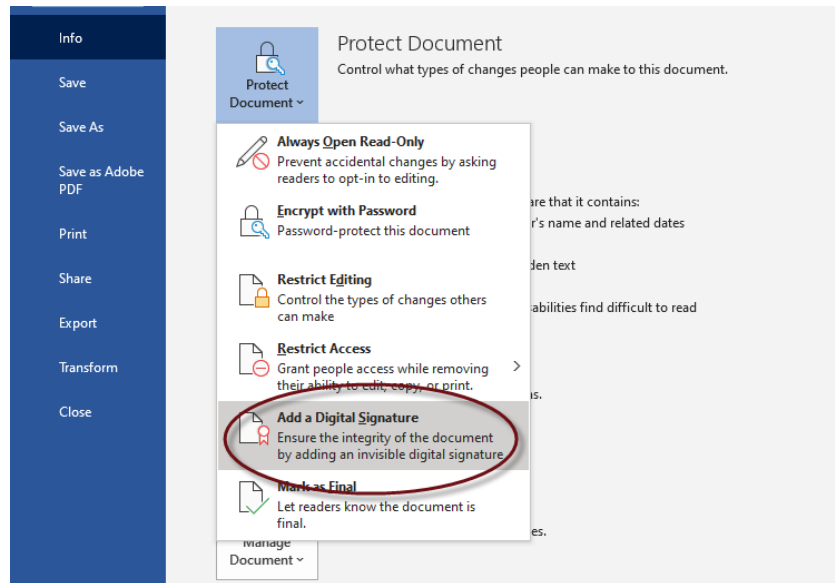 Info
Save
Save As
Save as Adobe
PDF
Print
Share
Export
Transform
Close
Protect
Document
Protect Document
Control what types of changes people can make to this document.
Always Open Read-Only
Prevent accidental changes by asking
readers to opt-in to editing.
Encrypt with Password
Password-protect this document
Restrict Editing
Control the types of changes others
can make
Restrict Access
Grant people access while removing
their ability to edit, copy, or print.
Add a Digital Signature
Ensure the integrity of the document
by adding an invisible digital signature
Mark as Final
Let readers know the document is
final.
are that it contains:
r's name and related dates
den text
abilities find difficult to read
s.
es.
Manage
Document